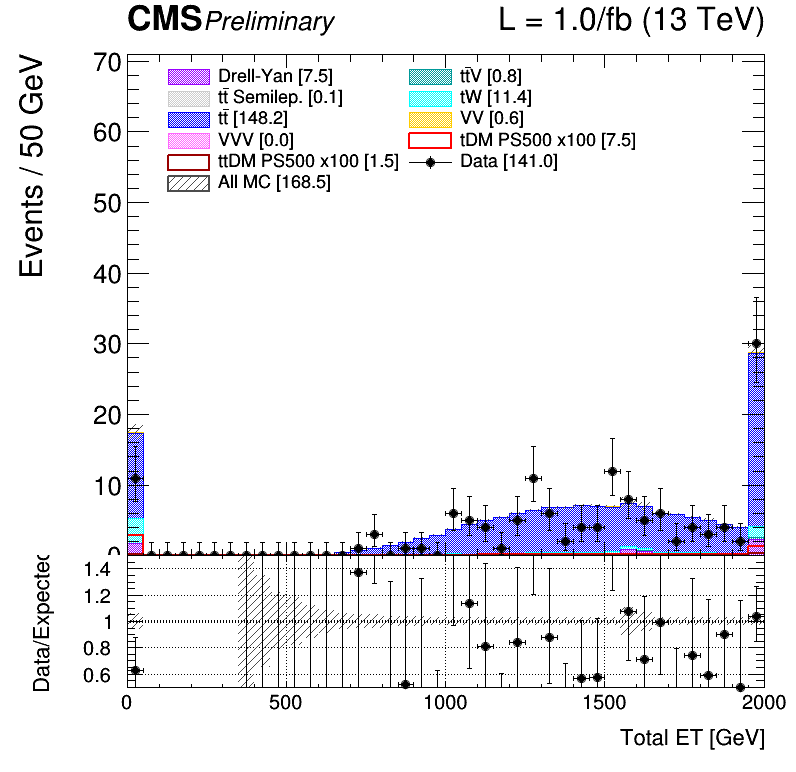 CMS Preliminary L = 1.0/fb (13 TeV)
Events / 50 GeV
70
60
50
40
30
20
10
0
Drell-Yan [7.5]
tt̄V [0.8]
tt̄ Semilep. [0.1]
tW [11.4]
tt̄ [148.2]
VV [0.6]
VVV [0.0]
tDM PS500 x100 [7.5]
ttDM PS500 x100 [1.5]
Data [141.0]
All MC [168.5]
Data/Expected
1.4
1.2
1
0.8
0.6
0 500 1000 1500 2000
Total ET [GeV]